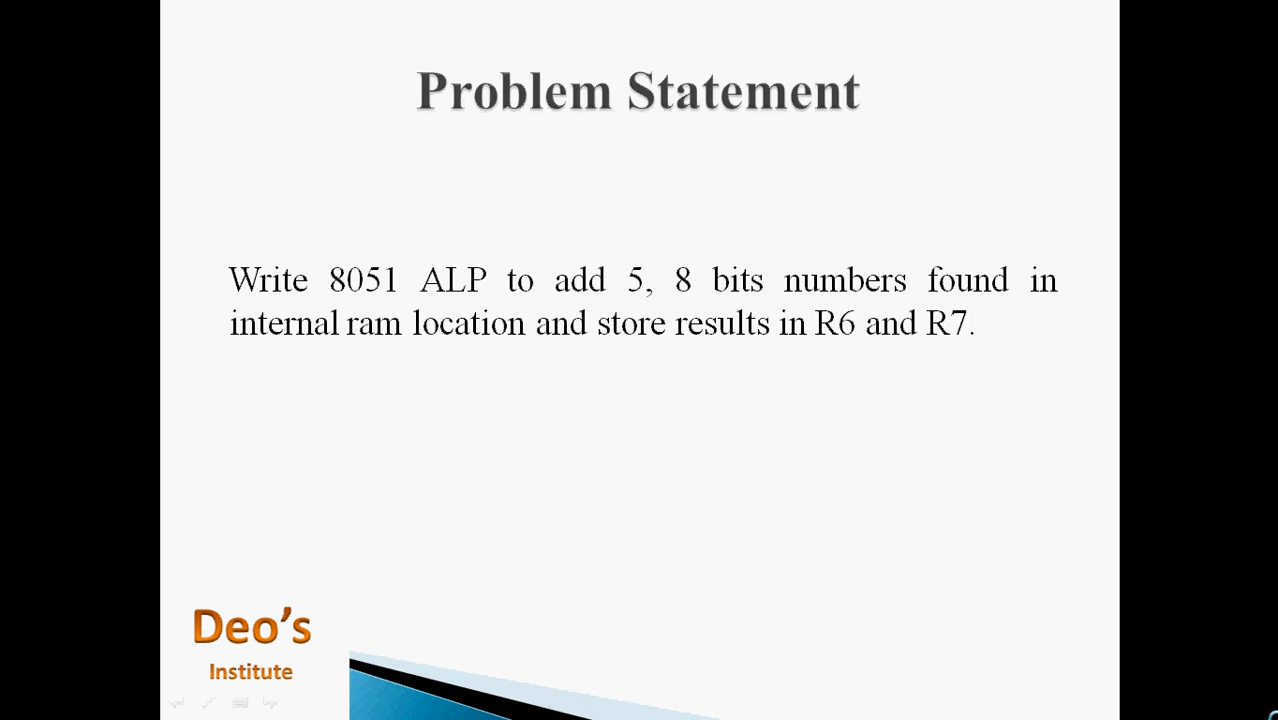 Problem Statement
Write 8051 ALP to add 5, 8 bits numbers found in
internal ram location and store results in R6 and R7.
Deo’s
Institute